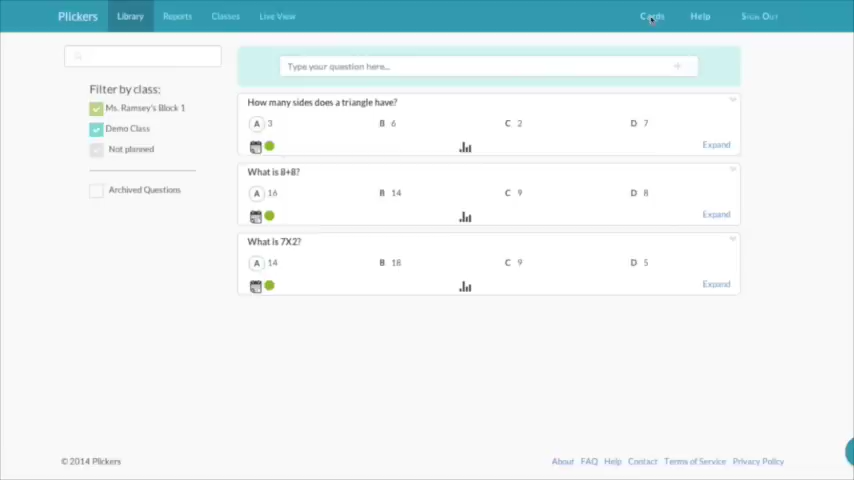 Plickers Library Reports Classes Live View Cards Help Sign Out
Type your question here...
Filter by class:
Ms. Ramsey's Block 1
Demo Class
Not planned
Archived Questions
How many sides does a triangle have?
A 3 B 6 C 2 D 7
Expand
What is 8+8?
A 16 B 14 C 9 D 8
Expand
What is 7X2?
A 14 B 18 C 9 D 5
Expand
© 2014 Plickers About FAQ Help Contact Terms of Service Privacy Policy